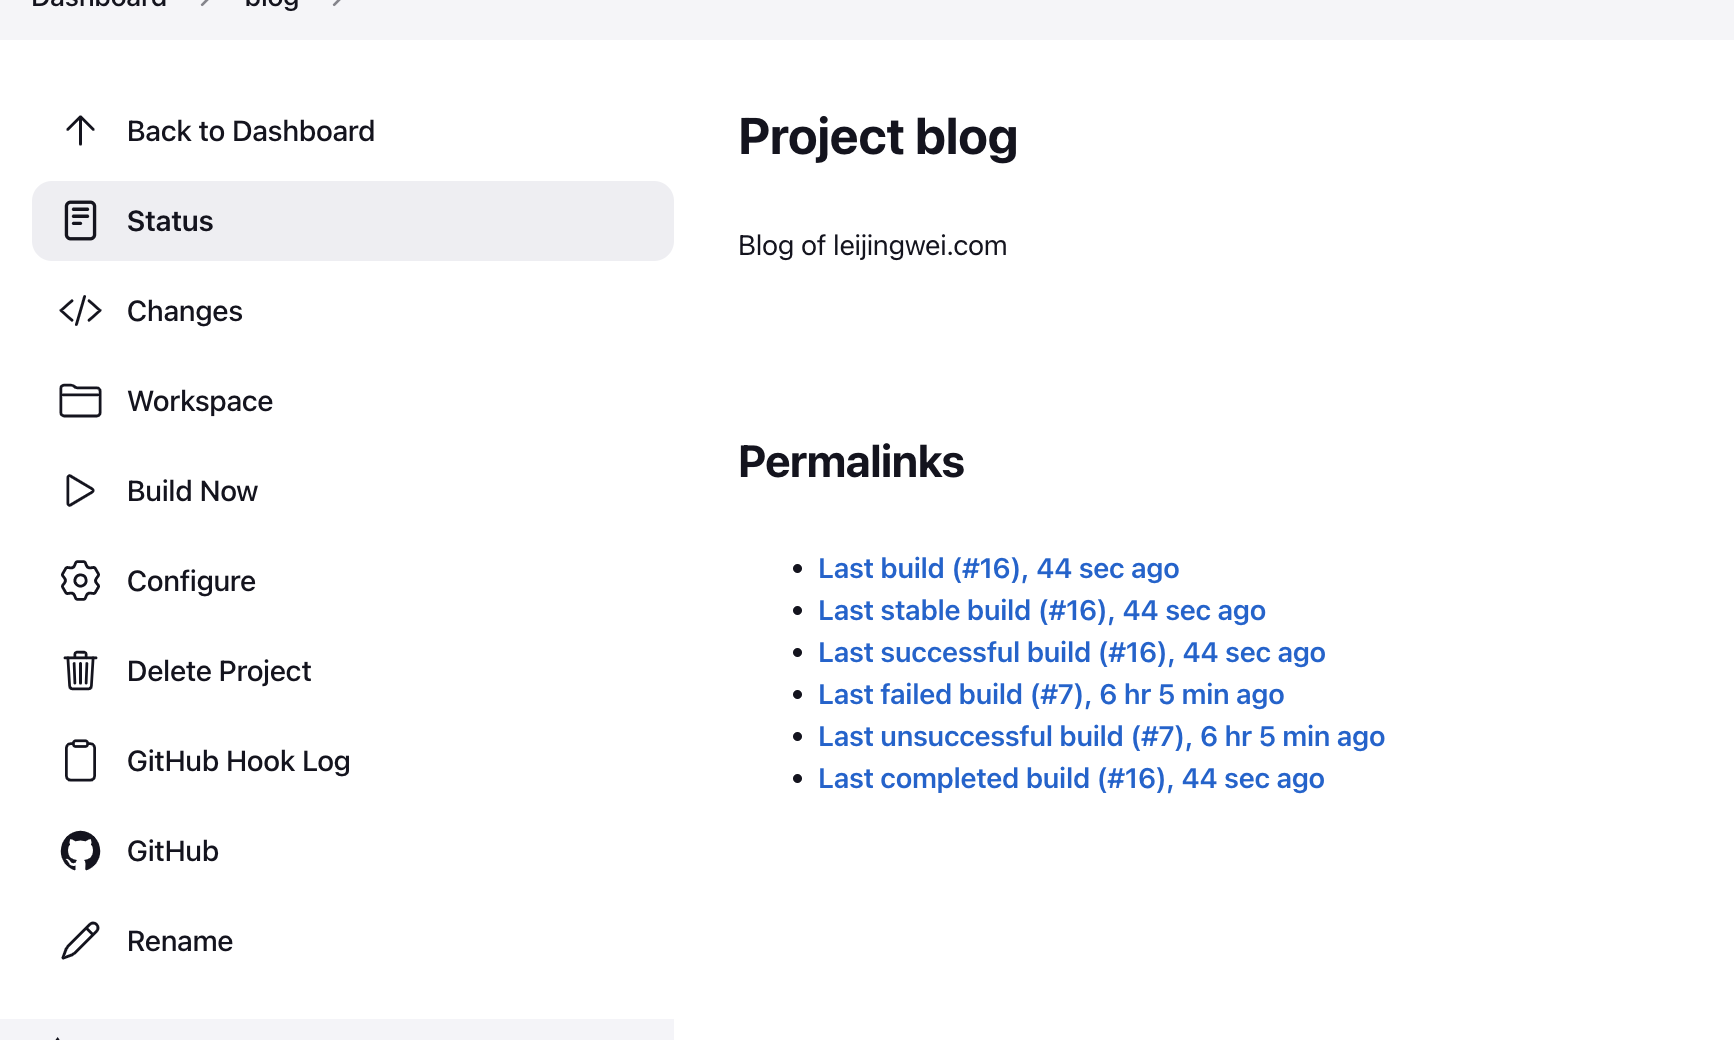 Dashboard > blog >
Back to Dashboard
Status
Changes
Workspace
Build Now
Configure
Delete Project
GitHub Hook Log
GitHub
Rename
Project blog
Blog of leijingwei.com
Permalinks
Last build (#16), 44 sec ago
Last stable build (#16), 44 sec ago
Last successful build (#16), 44 sec ago
Last failed build (#7), 6 hr 5 min ago
Last unsuccessful build (#7), 6 hr 5 min ago
Last completed build (#16), 44 sec ago